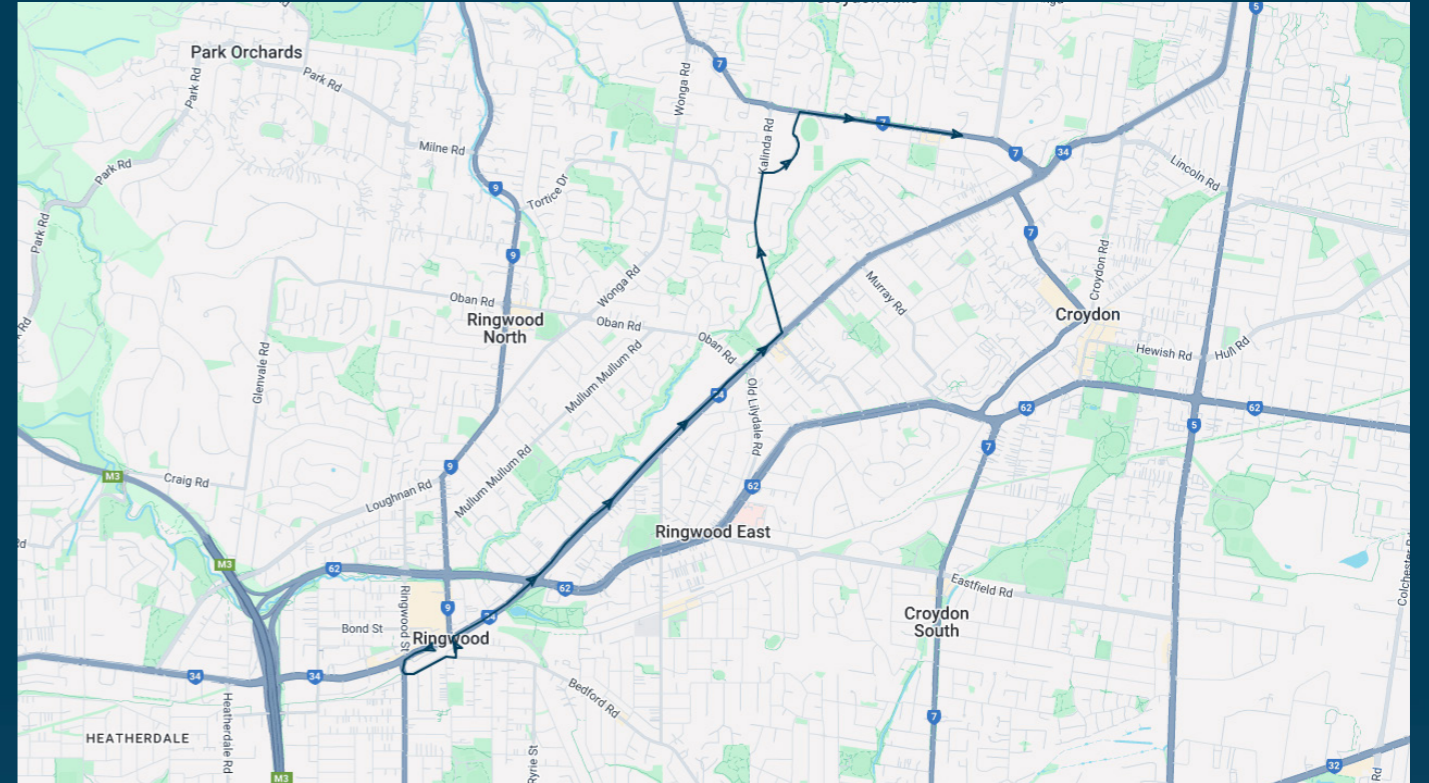 5
Park Orchards
Park Rd
Park Rd
Wonga Rd
7
Kalinda Rd
7
7
34
Milne Rd
Lincoln Rd
Park Rd
9
Tortice Dr
Park Rd
7
9
Croydon Rd
Wonga Rd
Murray Rd
Oban Rd
Ringwood
North
Oban Rd
Croydon
Oban Rd
Hewish Rd
Hull Rd
Glenvale Rd
Mullum Mullum Rd
Old Lilydale Rd
62
62
5
7
9
M3
Craig Rd
Mullum Mullum Rd
Loughnan Rd
62
Ringwood East
M3
62
62
Eastfield Rd
Ringwood St
9
Croydon
South
Bond St
Ringwood
34
34
Bedford Rd
Heatherdale Rd
7
HEATHERDALE
Rd
32
M3